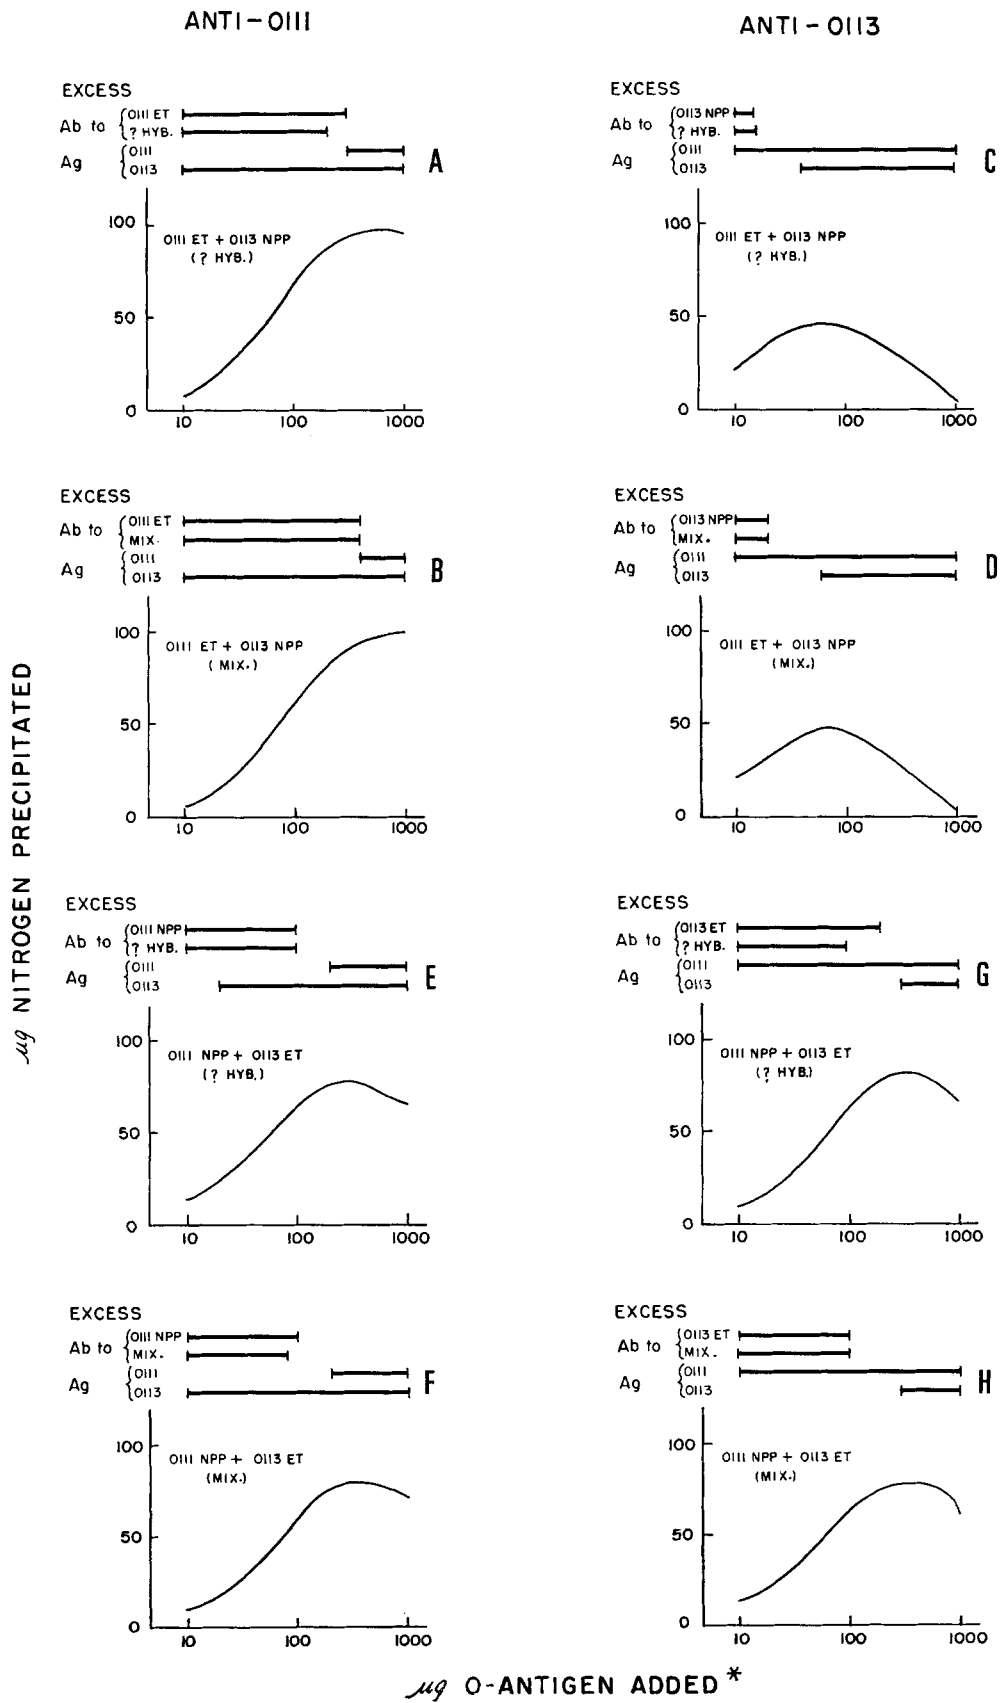 ANTI-O111
ANTI-O113
EXCESS
Ab to { O111 ET
? HYB.
Ag { O111
O113
A
100
50
0
O111 ET + O113 NPP
(? HYB.)
10 100 1000
EXCESS
Ab to { O113 NPP
? HYB.
Ag { O111
O113
C
100
50
0
O111 ET + O113 NPP
(? HYB.)
10 100 1000
EXCESS
Ab to { O111 ET
MIX.
Ag { O111
O113
B
100
50
0
O111 ET + O113 NPP
(MIX.)
10 100 1000
EXCESS
Ab to { O113 NPP
MIX.
Ag { O111
O113
D
100
50
0
O111 ET + O113 NPP
(MIX.)
10 100 1000
µg NITROGEN PRECIPITATED
EXCESS
Ab to { O111 NPP
? HYB.
Ag { O111
O113
E
100
50
0
O111 NPP + O113 ET
(? HYB.)
10 100 1000
EXCESS
Ab to { O113 ET
? HYB.
Ag { O111
O113
G
100
50
0
O111 NPP + O113 ET
(? HYB.)
10 100 1000
EXCESS
Ab to { O111 NPP
MIX.
Ag { O111
O113
F
100
50
0
O111 NPP + O113 ET
(MIX.)
10 100 1000
EXCESS
Ab to { O113 ET
MIX.
Ag { O111
O113
H
100
50
0
O111 NPP + O113 ET
(MIX.)
10 100 1000
µg O-ANTIGEN ADDED *